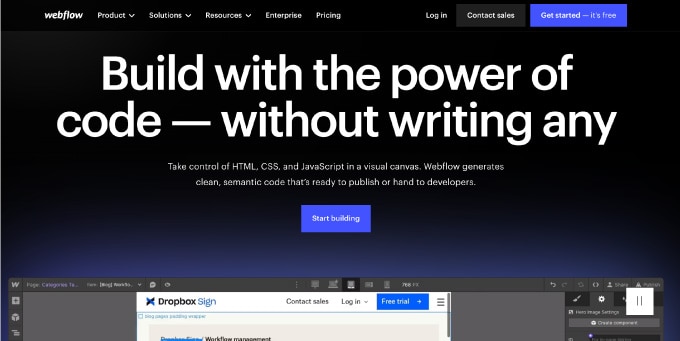 webflow Product Solutions Resources Enterprise Pricing Log in Contact sales Get started — it's free
Build with the power of
code — without writing any
Take control of HTML, CSS, and JavaScript in a visual canvas. Webflow generates
clean, semantic code that's ready to publish or hand to developers.
Start building
Page: Categories Te... Item: [Blog] Workflo... 768 PX Share Publish
Dropbox Sign Contact sales Log in Free trial
Hero Image Settings
blog pages padding wrapper
Create component
Dropbox Sign / Workflow management